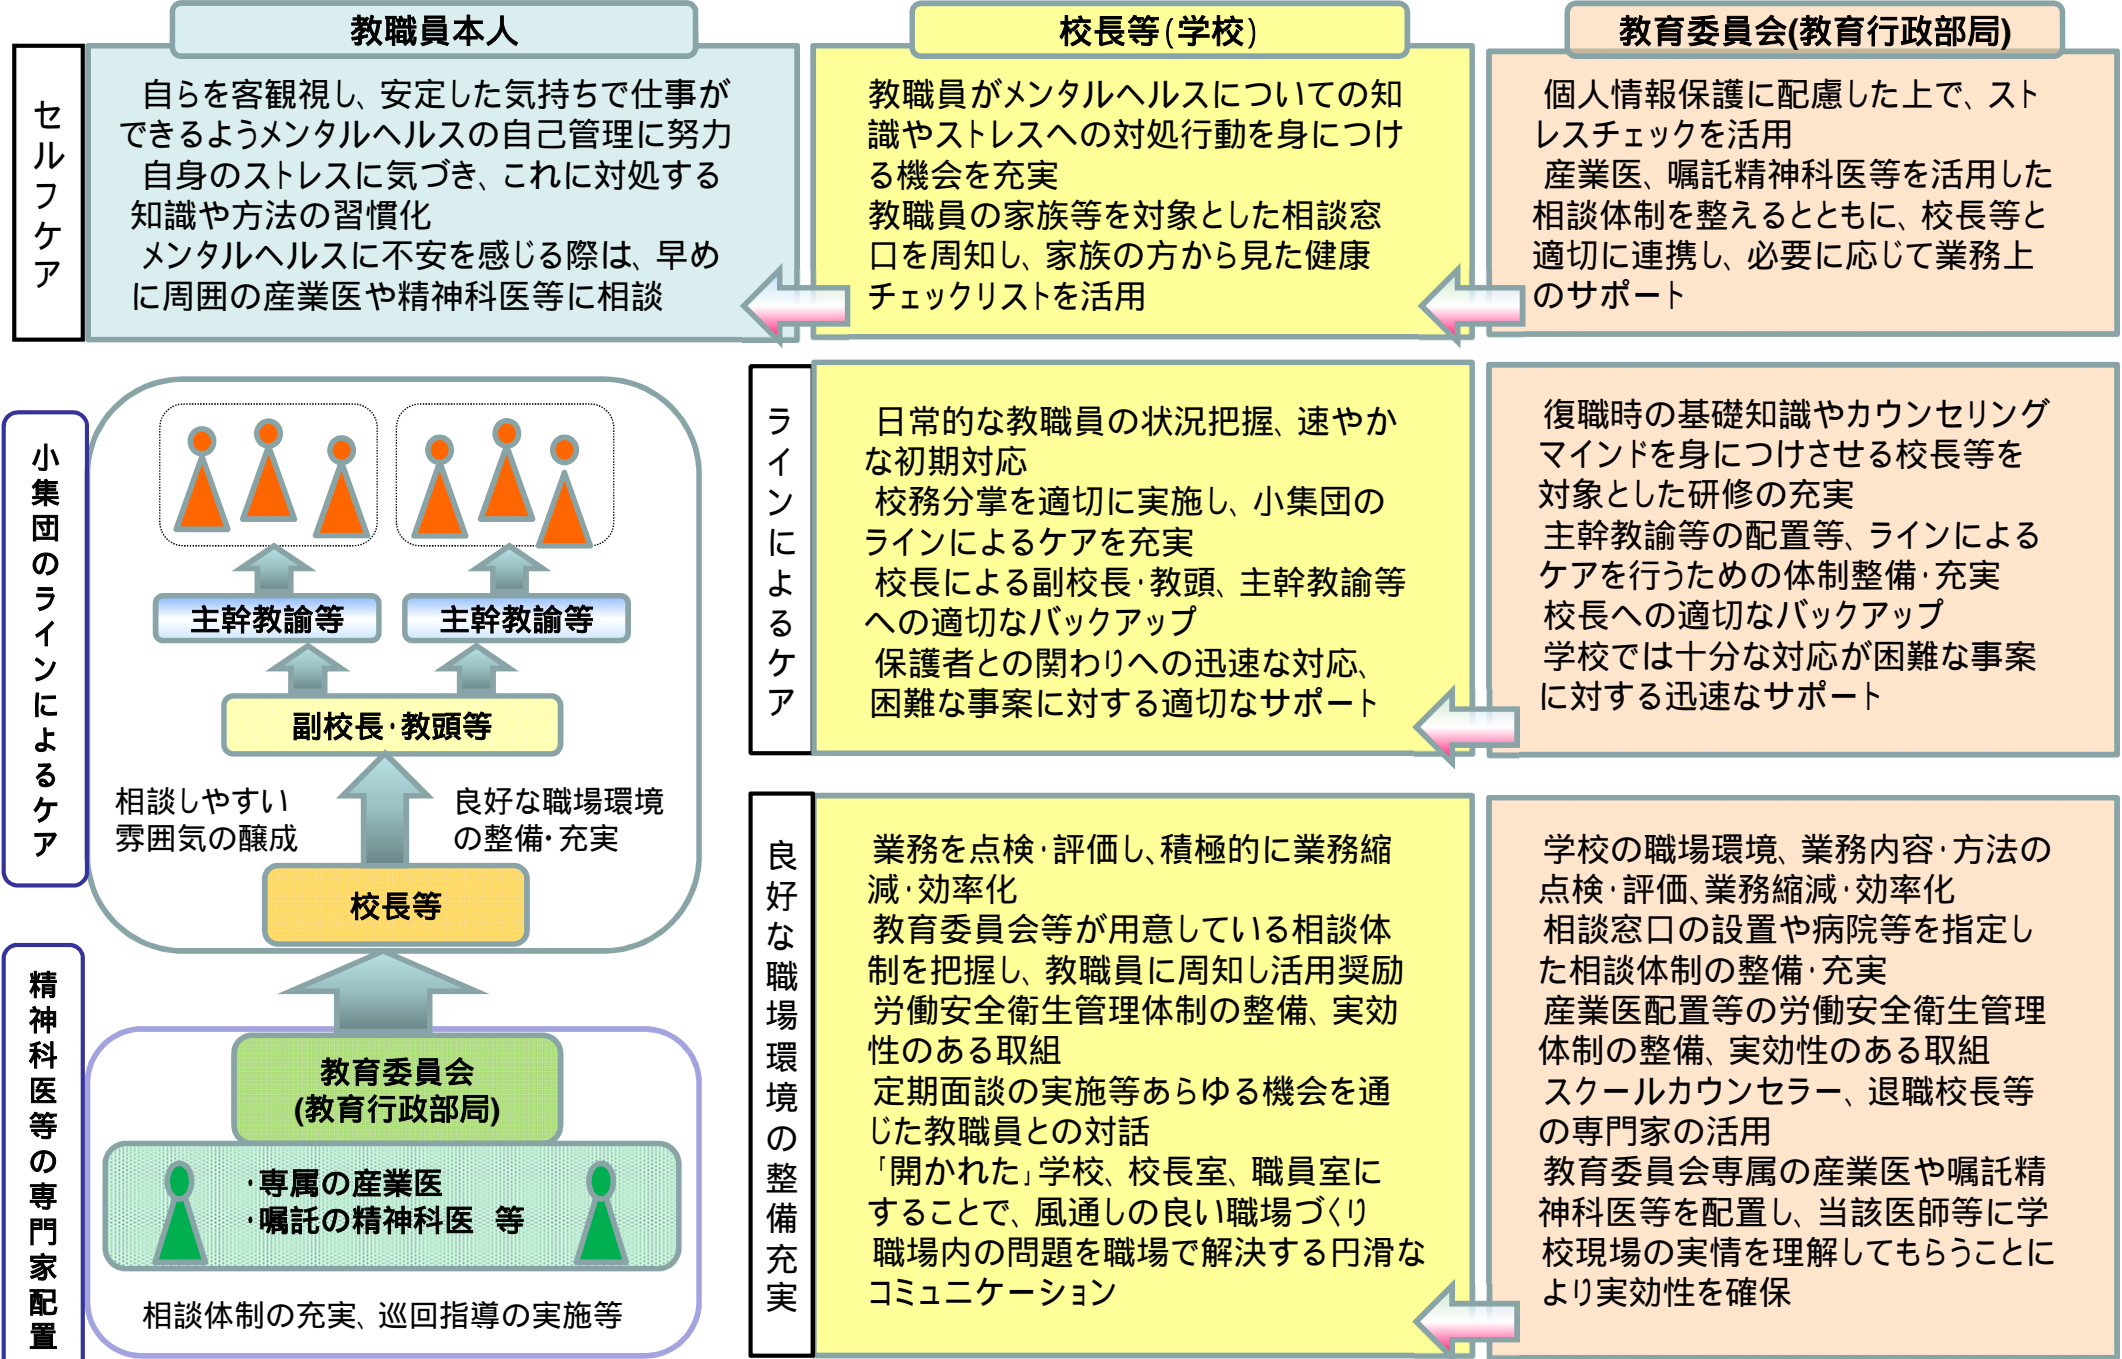 教職員本人
校長等(学校)
教育委員会(教育行政部局)
セルフケア
自らを客観視し、安定した気持ちで仕事が
できるようメンタルヘルスの自己管理に努力
自身のストレスに気づき、これに対処する
知識や方法の習慣化
メンタルヘルスに不安を感じる際は、早め
に周囲の産業医や精神科医等に相談
教職員がメンタルヘルスについての知
識やストレスへの対処行動を身につけ
る機会を充実
教職員の家族等を対象とした相談窓
口を周知し、家族の方から見た健康
チェックリストを活用
個人情報保護に配慮した上で、スト
レスチェックを活用
産業医、嘱託精神科医等を活用した
相談体制を整えるとともに、校長等と
適切に連携し、必要に応じて業務上
のサポート
小集団のラインによるケア
主幹教諭等
主幹教諭等
副校長・教頭等
相談しやすい
雰囲気の醸成
良好な職場環境
の整備・充実
校長等
ラインによるケア
日常的な教職員の状況把握、速やか
な初期対応
校務分掌を適切に実施し、小集団の
ラインによるケアを充実
校長による副校長・教頭、主幹教諭等
への適切なバックアップ
保護者との関わりへの迅速な対応、
困難な事案に対する適切なサポート
復職時の基礎知識やカウンセリング
マインドを身につけさせる校長等を
対象とした研修の充実
主幹教諭等の配置等、ラインによる
ケアを行うための体制整備・充実
校長への適切なバックアップ
学校では十分な対応が困難な事案
に対する迅速なサポート
精神科医等の専門家配置
教育委員会
(教育行政部局)
・専属の産業医
・嘱託の精神科医 等
相談体制の充実、巡回指導の実施等
良好な職場環境の整備充実
業務を点検・評価し、積極的に業務縮
減・効率化
教育委員会等が用意している相談体
制を把握し、教職員に周知し活用奨励
労働安全衛生管理体制の整備、実効
性のある取組
定期面談の実施等あらゆる機会を通
じた教職員との対話
「開かれた」学校、校長室、職員室に
することで、風通しの良い職場づくり
職場内の問題を職場で解決する円滑な
コミュニケーション
学校の職場環境、業務内容・方法の
点検・評価、業務縮減・効率化
相談窓口の設置や病院等を指定し
た相談体制の整備・充実
産業医配置等の労働安全衛生管理
体制の整備、実効性のある取組
スクールカウンセラー、退職校長等
の専門家の活用
教育委員会専属の産業医や嘱託精
神科医等を配置し、当該医師等に学
校現場の実情を理解してもらうことに
より実効性を確保